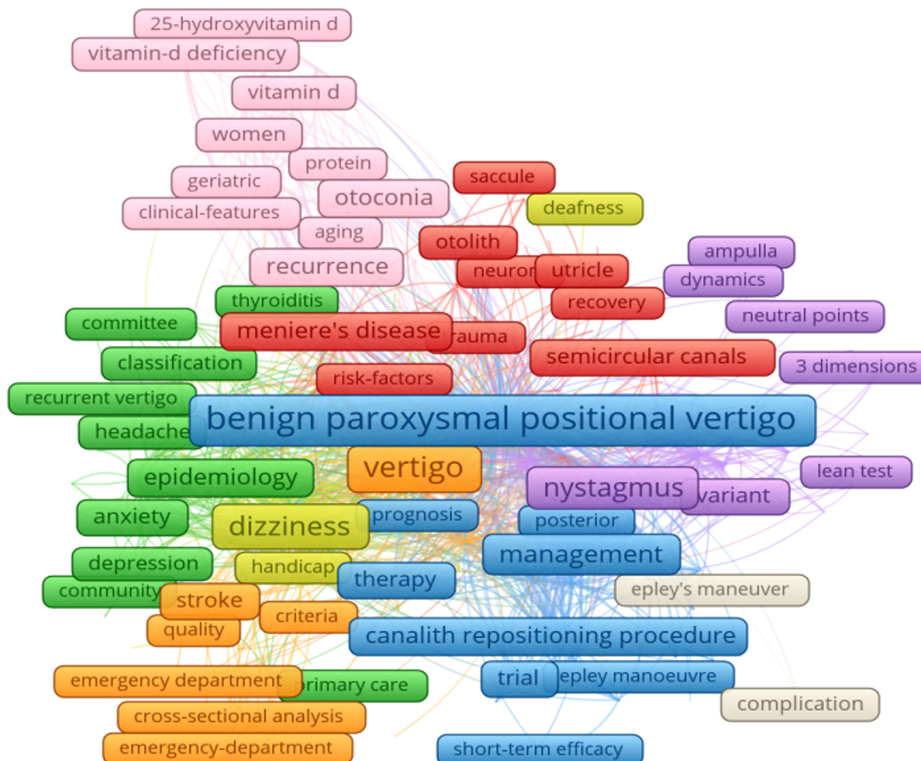 25-hydroxyvitamin d
vitamin-d deficiency
vitamin d
women
protein
saccule
geriatric
otoconia
deafness
clinical-features
aging
otolith
ampulla
recurrence
neuron
utricle
dynamics
thyroiditis
recovery
neutral points
committee
meniere's disease
semicircular canals
classification
3 dimensions
risk-factors
recurrent vertigo
benign paroxysmal positional vertigo
headache
vertigo
lean test
epidemiology
nystagmus
variant
anxiety
dizziness
prognosis
posterior
management
depression
handicap
therapy
community
epley's maneuver
stroke
criteria
quality
canalith repositioning procedure
emergency department
primary care
trial
epley manoeuvre
complication
cross-sectional analysis
emergency-department
short-term efficacy